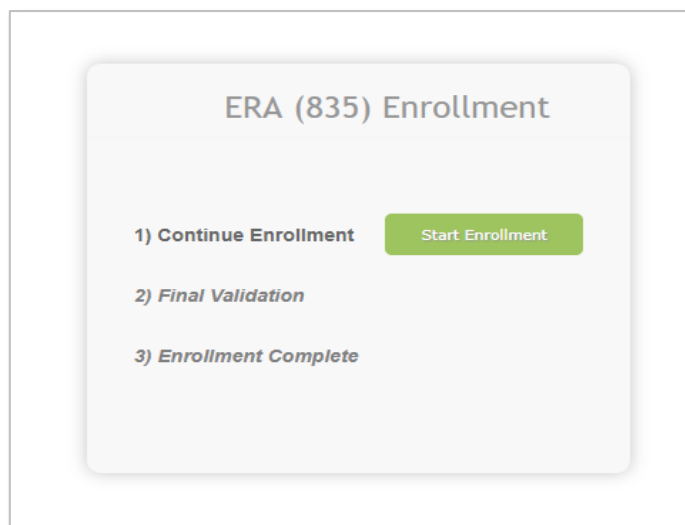 ERA (835) Enrollment
1) Continue Enrollment Start Enrollment
2) Final Validation
3) Enrollment Complete